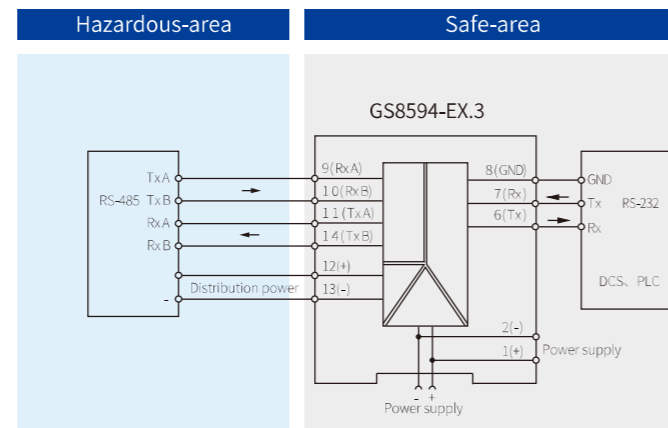 Hazardous-area
Safe-area
GS8594-EX.3
RS-485
TxA
TxB
RxA
RxB
-
Distribution power
9(RxA)
10(RxB)
11(TxA)
14(TxB)
12(+)
13(-)
8(GND)
7(Rx)
6(Tx)
2(-)
1(+)
Power supply
GND
Tx
Rx
RS-232
DCS、PLC
- +
Power supply